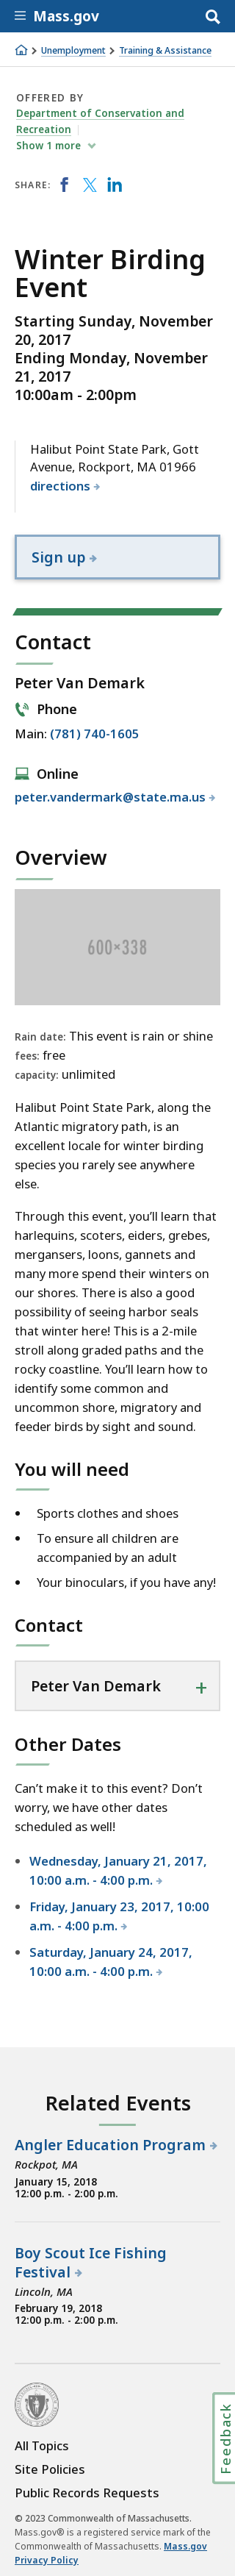 Mass.gov
Unemployment
Training & Assistance
OFFERED BY
Department of Conservation and
Recreation
Show 1 more
SHARE:
Winter Birding
Event
Starting Sunday, November
20, 2017
Ending Monday, November
21, 2017
10:00am - 2:00pm
Halibut Point State Park, Gott
Avenue, Rockport, MA 01966
directions
Sign up
Contact
Peter Van Demark
Phone
Main: (781) 740-1605
Online
peter.vandermark@state.ma.us
Overview
600×338
Rain date: This event is rain or shine
fees: free
capacity: unlimited
Halibut Point State Park, along the
Atlantic migratory path, is an
excellent locale for winter birding
species you rarely see anywhere
else.
Through this event, you’ll learn that
harlequins, scoters, eiders, grebes,
mergansers, loons, gannets and
many more spend their winters on
our shores. There is also a good
possibility of seeing harbor seals
that winter here! This is a 2-mile
stroll along graded paths and the
rocky coastline. You’ll learn how to
identify some common and
uncommon shore, migratory and
feeder birds by sight and sound.
You will need
Sports clothes and shoes
To ensure all children are
accompanied by an adult
Your binoculars, if you have any!
Contact
Peter Van Demark
Other Dates
Can’t make it to this event? Don’t
worry, we have other dates
scheduled as well!
Wednesday, January 21, 2017,
10:00 a.m. - 4:00 p.m.
Friday, January 23, 2017, 10:00
a.m. - 4:00 p.m.
Saturday, January 24, 2017,
10:00 a.m. - 4:00 p.m.
Related Events
Angler Education Program
Rockpot, MA
January 15, 2018
12:00 p.m. - 2:00 p.m.
Boy Scout Ice Fishing
Festival
Lincoln, MA
February 19, 2018
12:00 p.m. - 2:00 p.m.
Feedback
All Topics
Site Policies
Public Records Requests
© 2023 Commonwealth of Massachusetts.
Mass.gov® is a registered service mark of the
Commonwealth of Massachusetts. Mass.gov
Privacy Policy